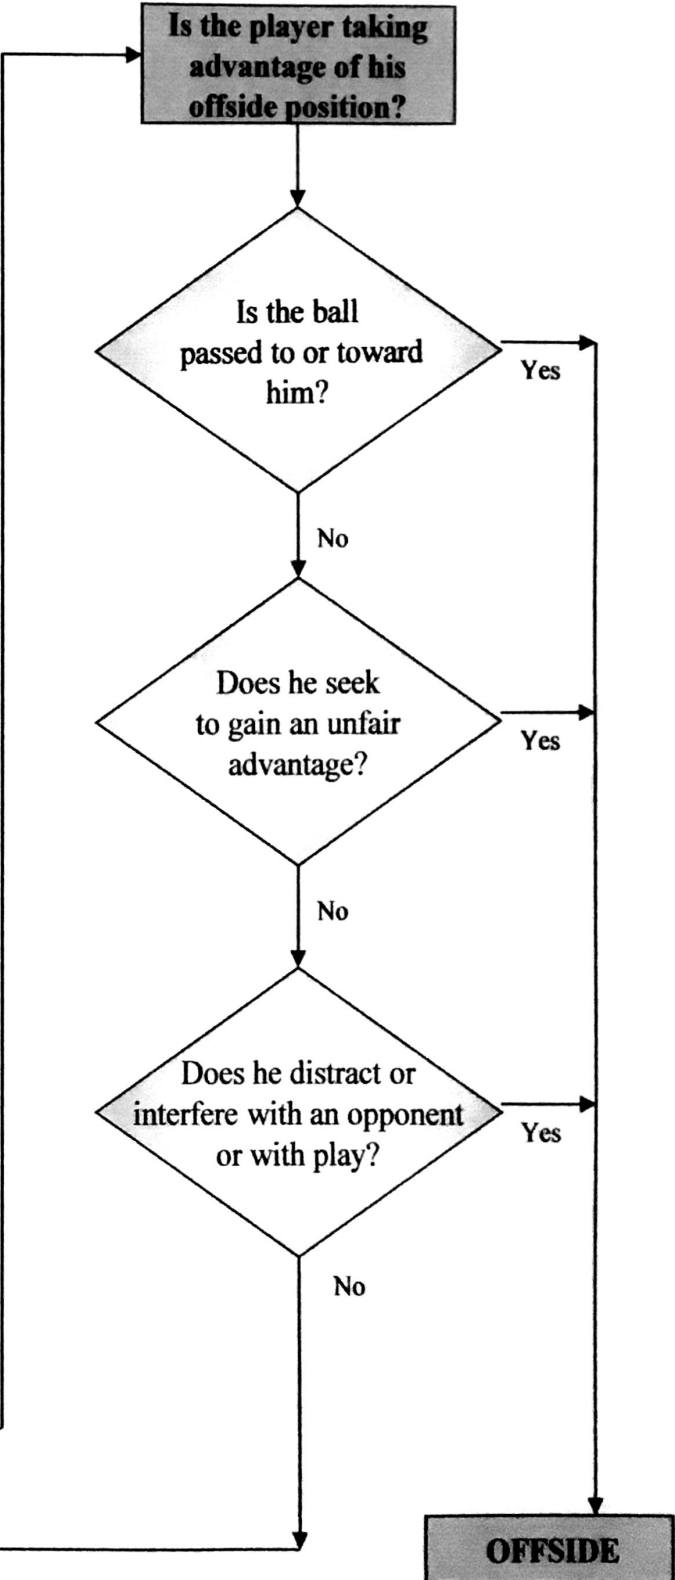 Is the player taking
advantage of his
offside position?
Is the ball
passed to or toward
him?
Yes
No
Does he seek
to gain an unfair
advantage?
Yes
No
Does he distract or
interfere with an opponent
or with play?
Yes
No
OFFSIDE